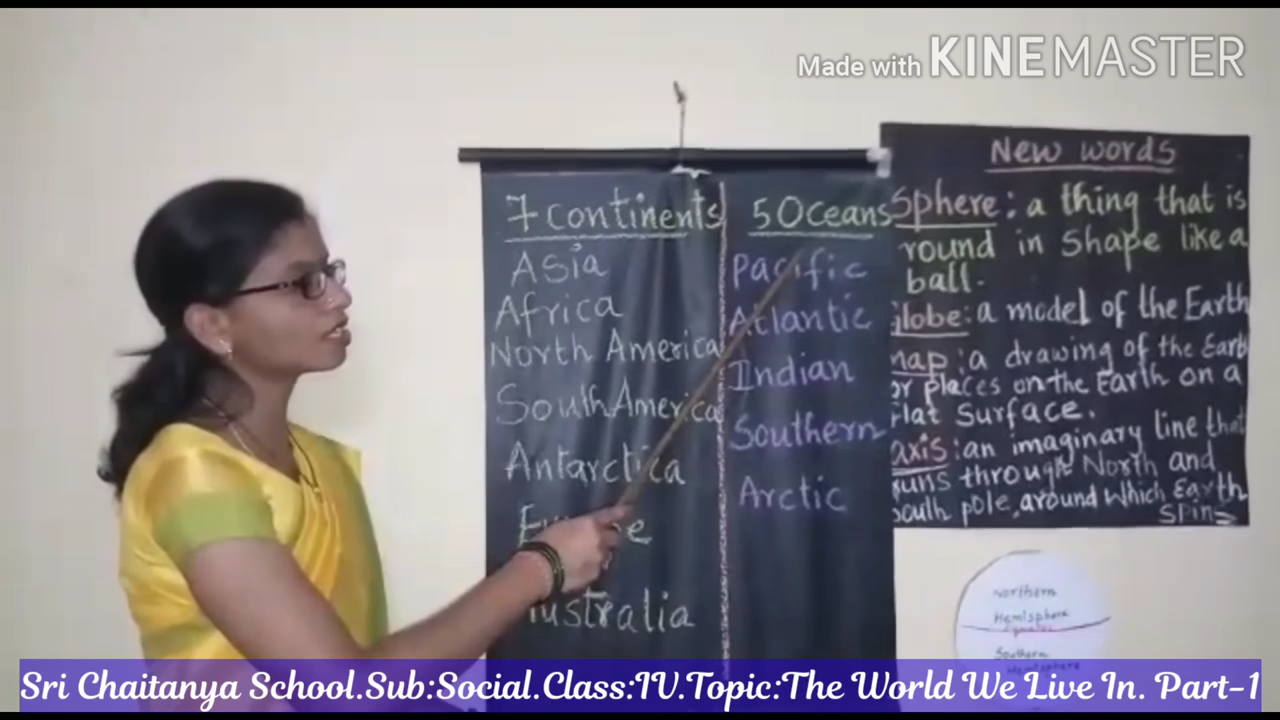 Made with KINEMASTER
7 continents
Asia
Africa
North America
South America
Antarctica
Australia
5 Oceans
Pacific
Atlantic
Indian
Southern
Arctic
New words
Sphere: a thing that is
round in Shape like a
ball.
globe: a model of the Earth
map: a drawing of the Earth
or places on the Earth on a
flat Surface.
axis: an imaginary line that
runs through North and
south pole, around which Earth
spins
Northern
Hemisphere
Southern
Hemisphere
Sri Chaitanya School.Sub:Social.Class:IV.Topic:The World We Live In. Part-1